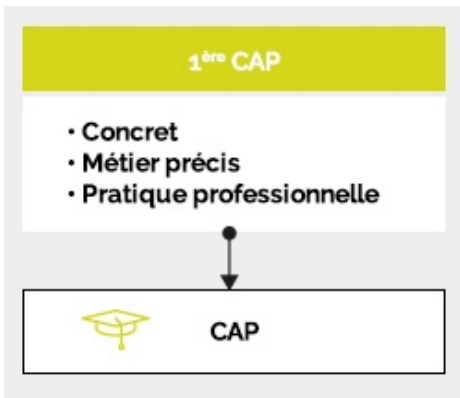 1ère CAP
• Concret
• Métier précis
• Pratique professionnelle
CAP